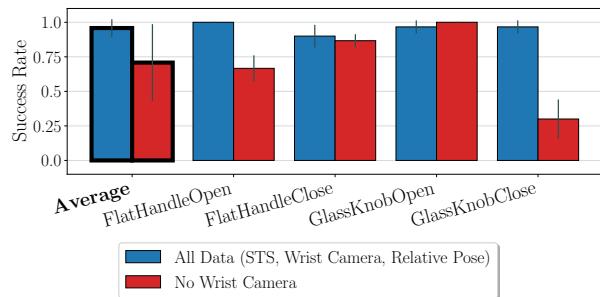 Success Rate
1.0
0.75
0.50
0.25
0.0
Average
FlatHandleOpen
FlatHandleClose
GlassKnobOpen
GlassKnobClose
All Data (STS, Wrist Camera, Relative Pose)
No Wrist Camera